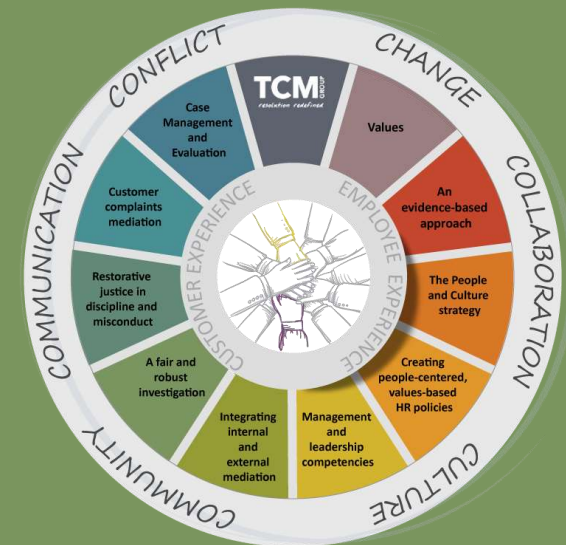 CONFLICT
CHANGE
COLLABORATION
CULTURE
COMMUNITY
COMMUNICATION
TCM GROUP
resolution redefined
Values
An
evidence-based
approach
The People
and Culture
strategy
Creating
people-centered,
values-based
HR policies
Management
and
leadership
competencies
Integrating
internal
and
external
mediation
A fair and
robust
investigation
Restorative
justice in
discipline and
misconduct
Customer
complaints
mediation
Case
Management
and
Evaluation
CUSTOMER EXPERIENCE
EMPLOYEE EXPERIENCE